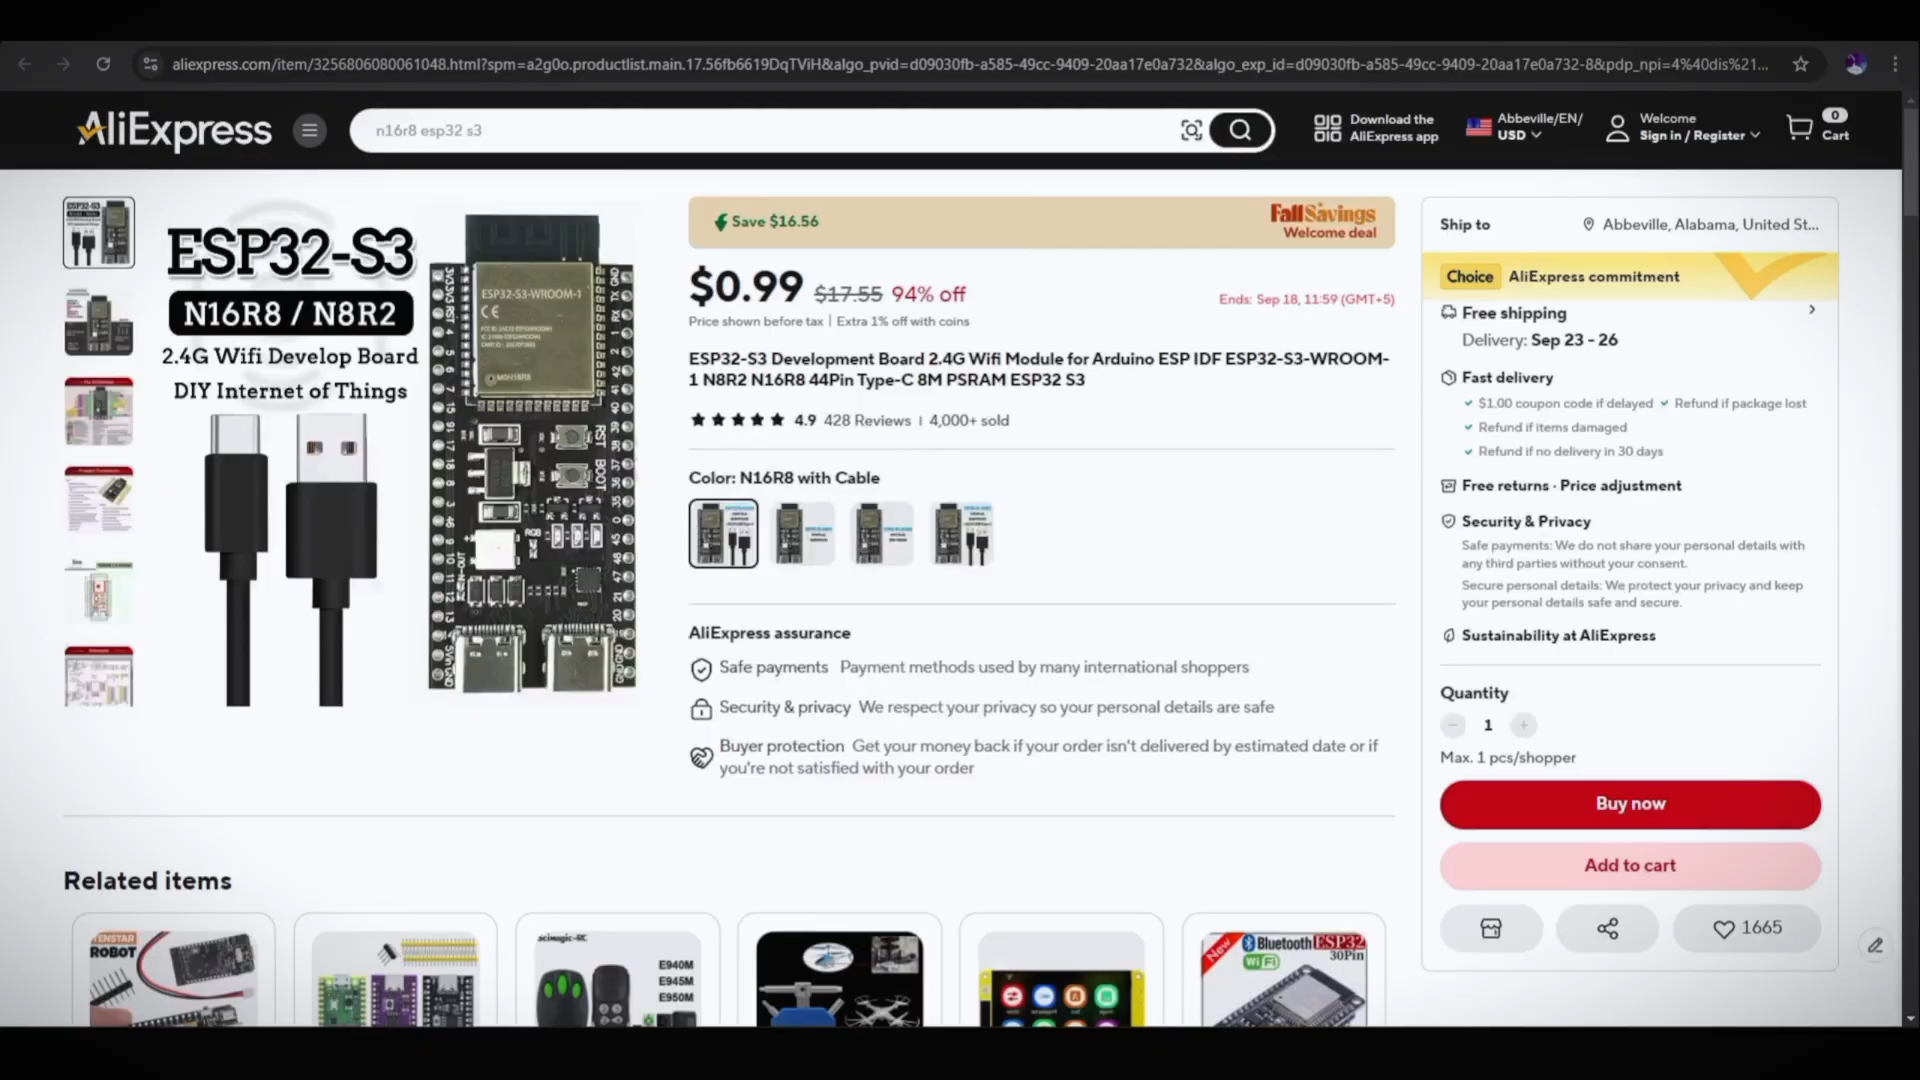 aliexpress.com/item/3256806080061048.html?spm=a2g0o.productlist.main.17.56fb6619DqTViH&algo_pvid=d09030fb-a585-49cc-9409-20aa17e0a732&algo_exp_id=d09030fb-a585-49cc-9409-20aa17e0a732-8&pdp_npi=4%40dis%21...
AliExpress
n16r8 esp32 s3
Download the
AliExpress app
Abbeville/EN/
USD
Welcome
Sign in / Register
0
Cart
ESP32-S3
N16R8 / N8R2
2.4G Wifi Develop Board
DIY Internet of Things
ESP32-S3-WROOM-1
RST
BOOT
RGB
Save $16.56
Fall Savings
Welcome deal
$0.99 $17.55 94% off
Ends: Sep 18, 11:59 (GMT+5)
Price shown before tax | Extra 1% off with coins
ESP32-S3 Development Board 2.4G Wifi Module for Arduino ESP IDF ESP32-S3-WROOM-
1 N8R2 N16R8 44Pin Type-C 8M PSRAM ESP32 S3
4.9 428 Reviews | 4,000+ sold
Color: N16R8 with Cable
AliExpress assurance
Safe payments Payment methods used by many international shoppers
Security & privacy We respect your privacy so your personal details are safe
Buyer protection Get your money back if your order isn't delivered by estimated date or if
you're not satisfied with your order
Ship to
Abbeville, Alabama, United St...
Choice AliExpress commitment
Free shipping
Delivery: Sep 23 - 26
Fast delivery
$1.00 coupon code if delayed Refund if package lost
Refund if items damaged
Refund if no delivery in 30 days
Free returns · Price adjustment
Security & Privacy
Safe payments: We do not share your personal details with
any third parties without your consent.
Secure personal details: We protect your privacy and keep
your personal details safe and secure.
Sustainability at AliExpress
Quantity
1
Max. 1 pcs/shopper
Buy now
Add to cart
1665
Related items
TENSTAR
ROBOT
scimagic-RC
E940M
E945M
E950M
New
Bluetooth ESP32
WiFi 30Pin